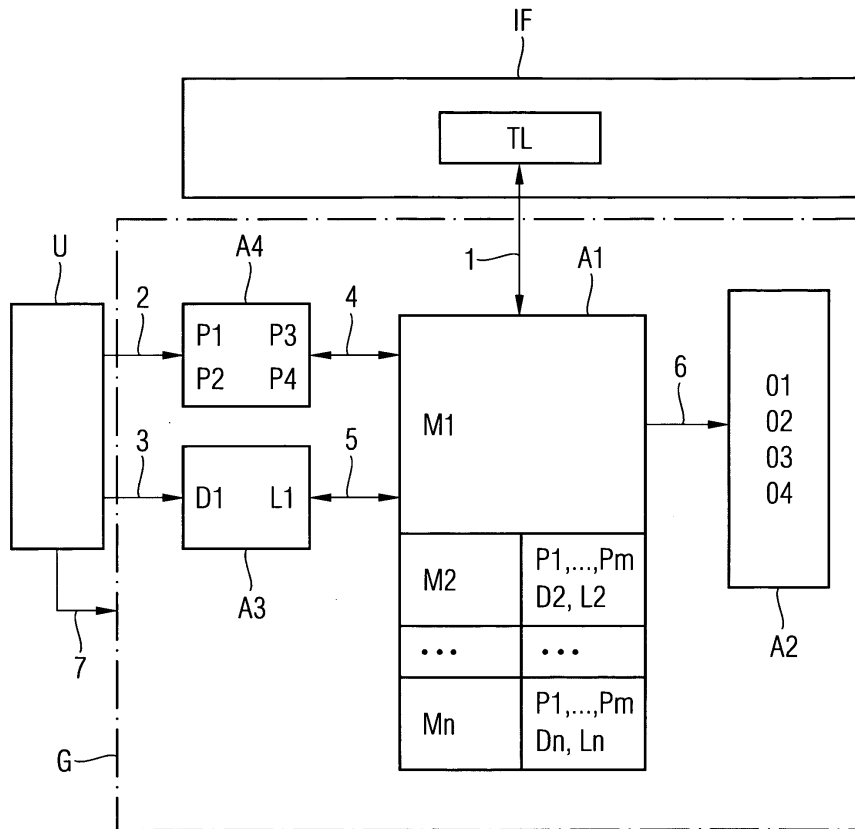 IF
TL
U
A4
1
A1
2
P1 P3
P2 P4
4
6
M1
01
02
03
04
3
D1 L1
5
A3
M2
P1,...,Pm
D2, L2
... ...
Mn
P1,...,Pm
Dn, Ln
A2
7
G